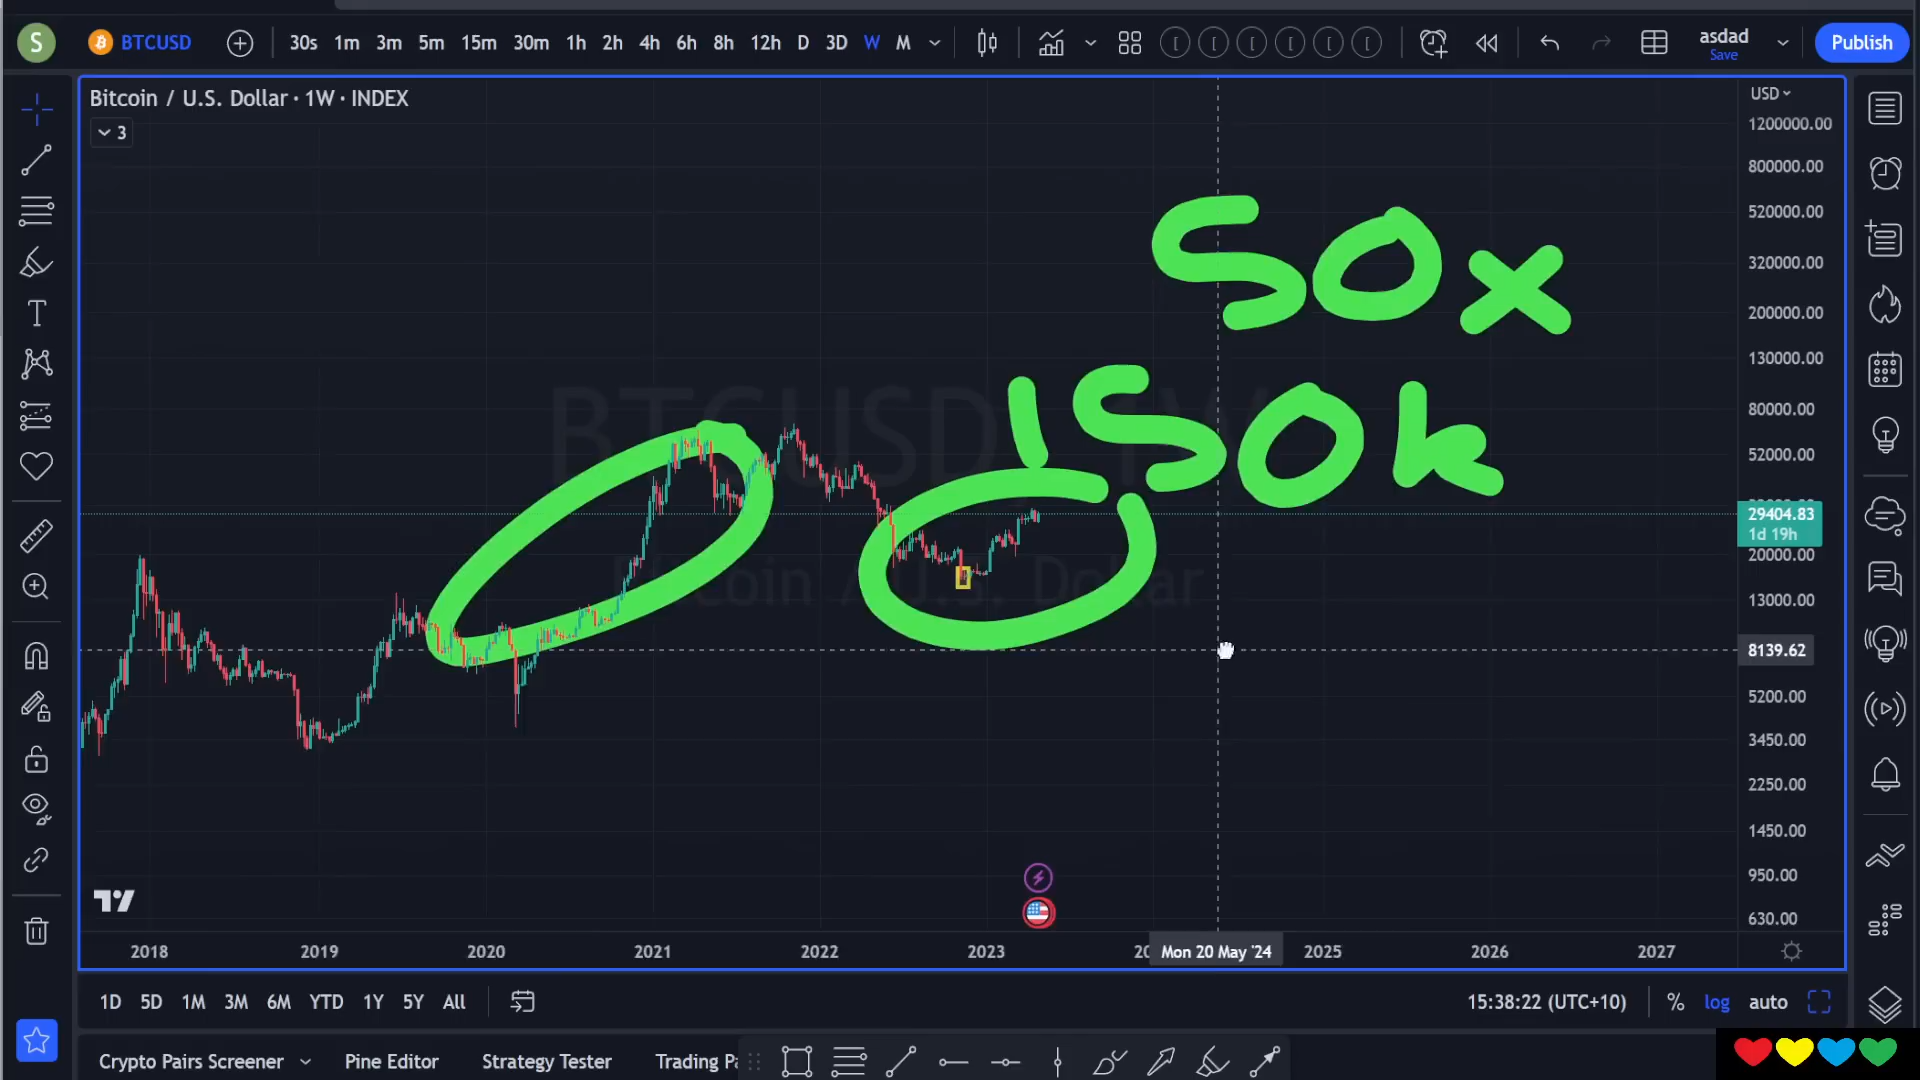 S BTCUSD 30s 1m 3m 5m 15m 30m 1h 2h 4h 6h 8h 12h D 3D W M asdad Publish
Save
Bitcoin / U.S. Dollar · 1W · INDEX
USD
3
1200000.00
800000.00
520000.00
320000.00
200000.00
130000.00
80000.00
52000.00
29404.83
1d 19h
20000.00
13000.00
8139.62
5200.00
3450.00
2250.00
1450.00
950.00
630.00
50x
150k
Bitcoin / U.S. Dollar
2018 2019 2020 2021 2022 2023 Mon 20 May '24 2025 2026 2027
1D 5D 1M 3M 6M YTD 1Y 5Y All 15:38:22 (UTC+10) % log auto
Crypto Pairs Screener Pine Editor Strategy Tester Trading